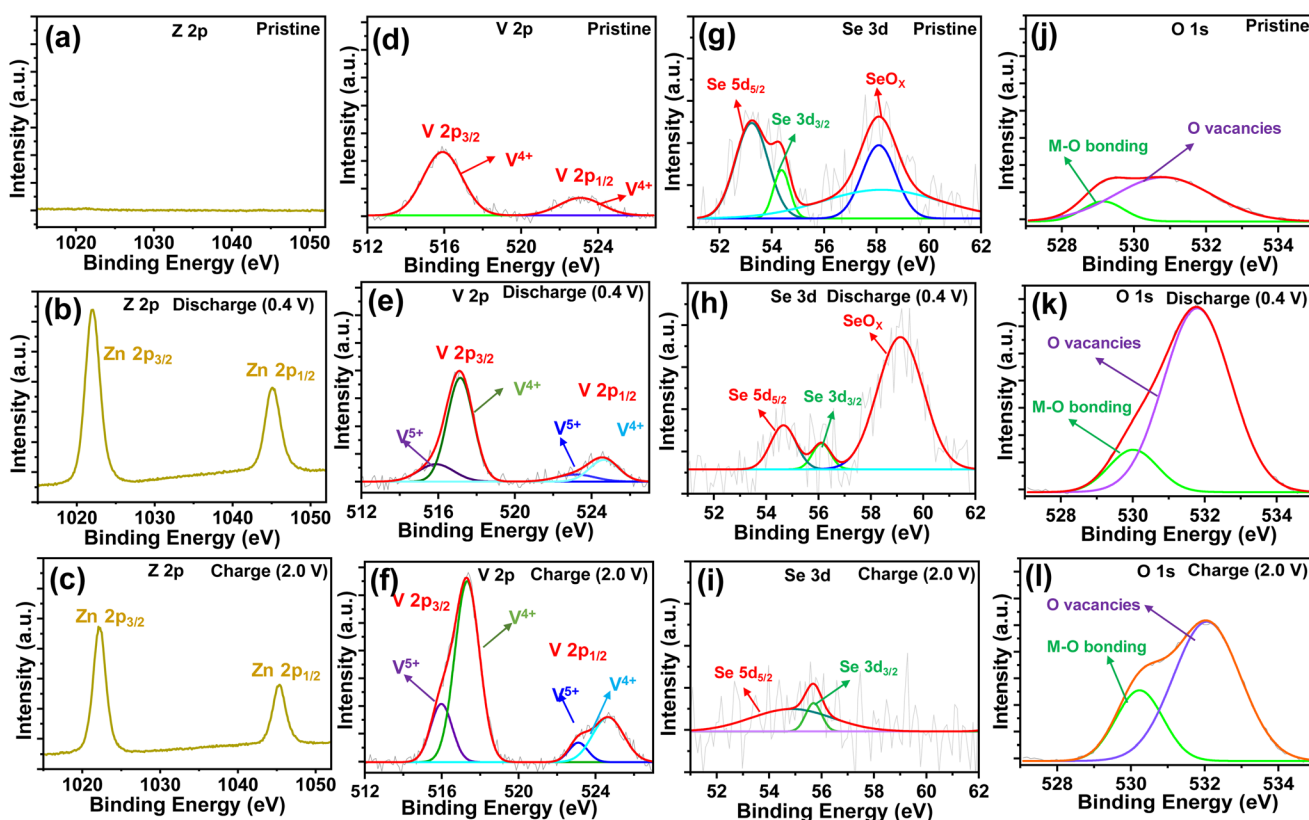 (a) Z 2p Pristine
Intensity (a.u.)
1020 1030 1040 1050
Binding Energy (eV)
(d) V 2p Pristine
Intensity (a.u.)
V 2p3/2
V4+
V 2p1/2
V4+
512 516 520 524
Binding Energy (eV)
(g) Se 3d Pristine
Intensity (a.u.)
Se 5d5/2
Se 3d3/2
SeOX
52 54 56 58 60 62
Binding Energy (eV)
(j) O 1s Pristine
Intensity (a.u.)
M-O bonding
O vacancies
528 530 532 534
Binding Energy (eV)
(b) Z 2p Discharge (0.4 V)
Intensity (a.u.)
Zn 2p3/2
Zn 2p1/2
1020 1030 1040 1050
Binding Energy (eV)
(e) V 2p Discharge (0.4 V)
Intensity (a.u.)
V 2p3/2
V4+
V5+
V 2p1/2
V5+
V4+
512 516 520 524
Binding Energy (eV)
(h) Se 3d Discharge (0.4 V)
Intensity (a.u.)
SeOX
Se 5d5/2
Se 3d3/2
52 54 56 58 60 62
Binding Energy (eV)
(k) O 1s Discharge (0.4 V)
Intensity (a.u.)
O vacancies
M-O bonding
528 530 532 534
Binding Energy (eV)
(c) Z 2p Charge (2.0 V)
Intensity (a.u.)
Zn 2p3/2
Zn 2p1/2
1020 1030 1040 1050
Binding Energy (eV)
(f) V 2p Charge (2.0 V)
Intensity (a.u.)
V 2p3/2
V4+
V5+
V 2p1/2
V5+
V4+
512 516 520 524
Binding Energy (eV)
(i) Se 3d Charge (2.0 V)
Intensity (a.u.)
Se 5d5/2
Se 3d3/2
52 54 56 58 60 62
Binding Energy (eV)
(l) O 1s Charge (2.0 V)
Intensity (a.u.)
O vacancies
M-O bonding
528 530 532 534
Binding Energy (eV)